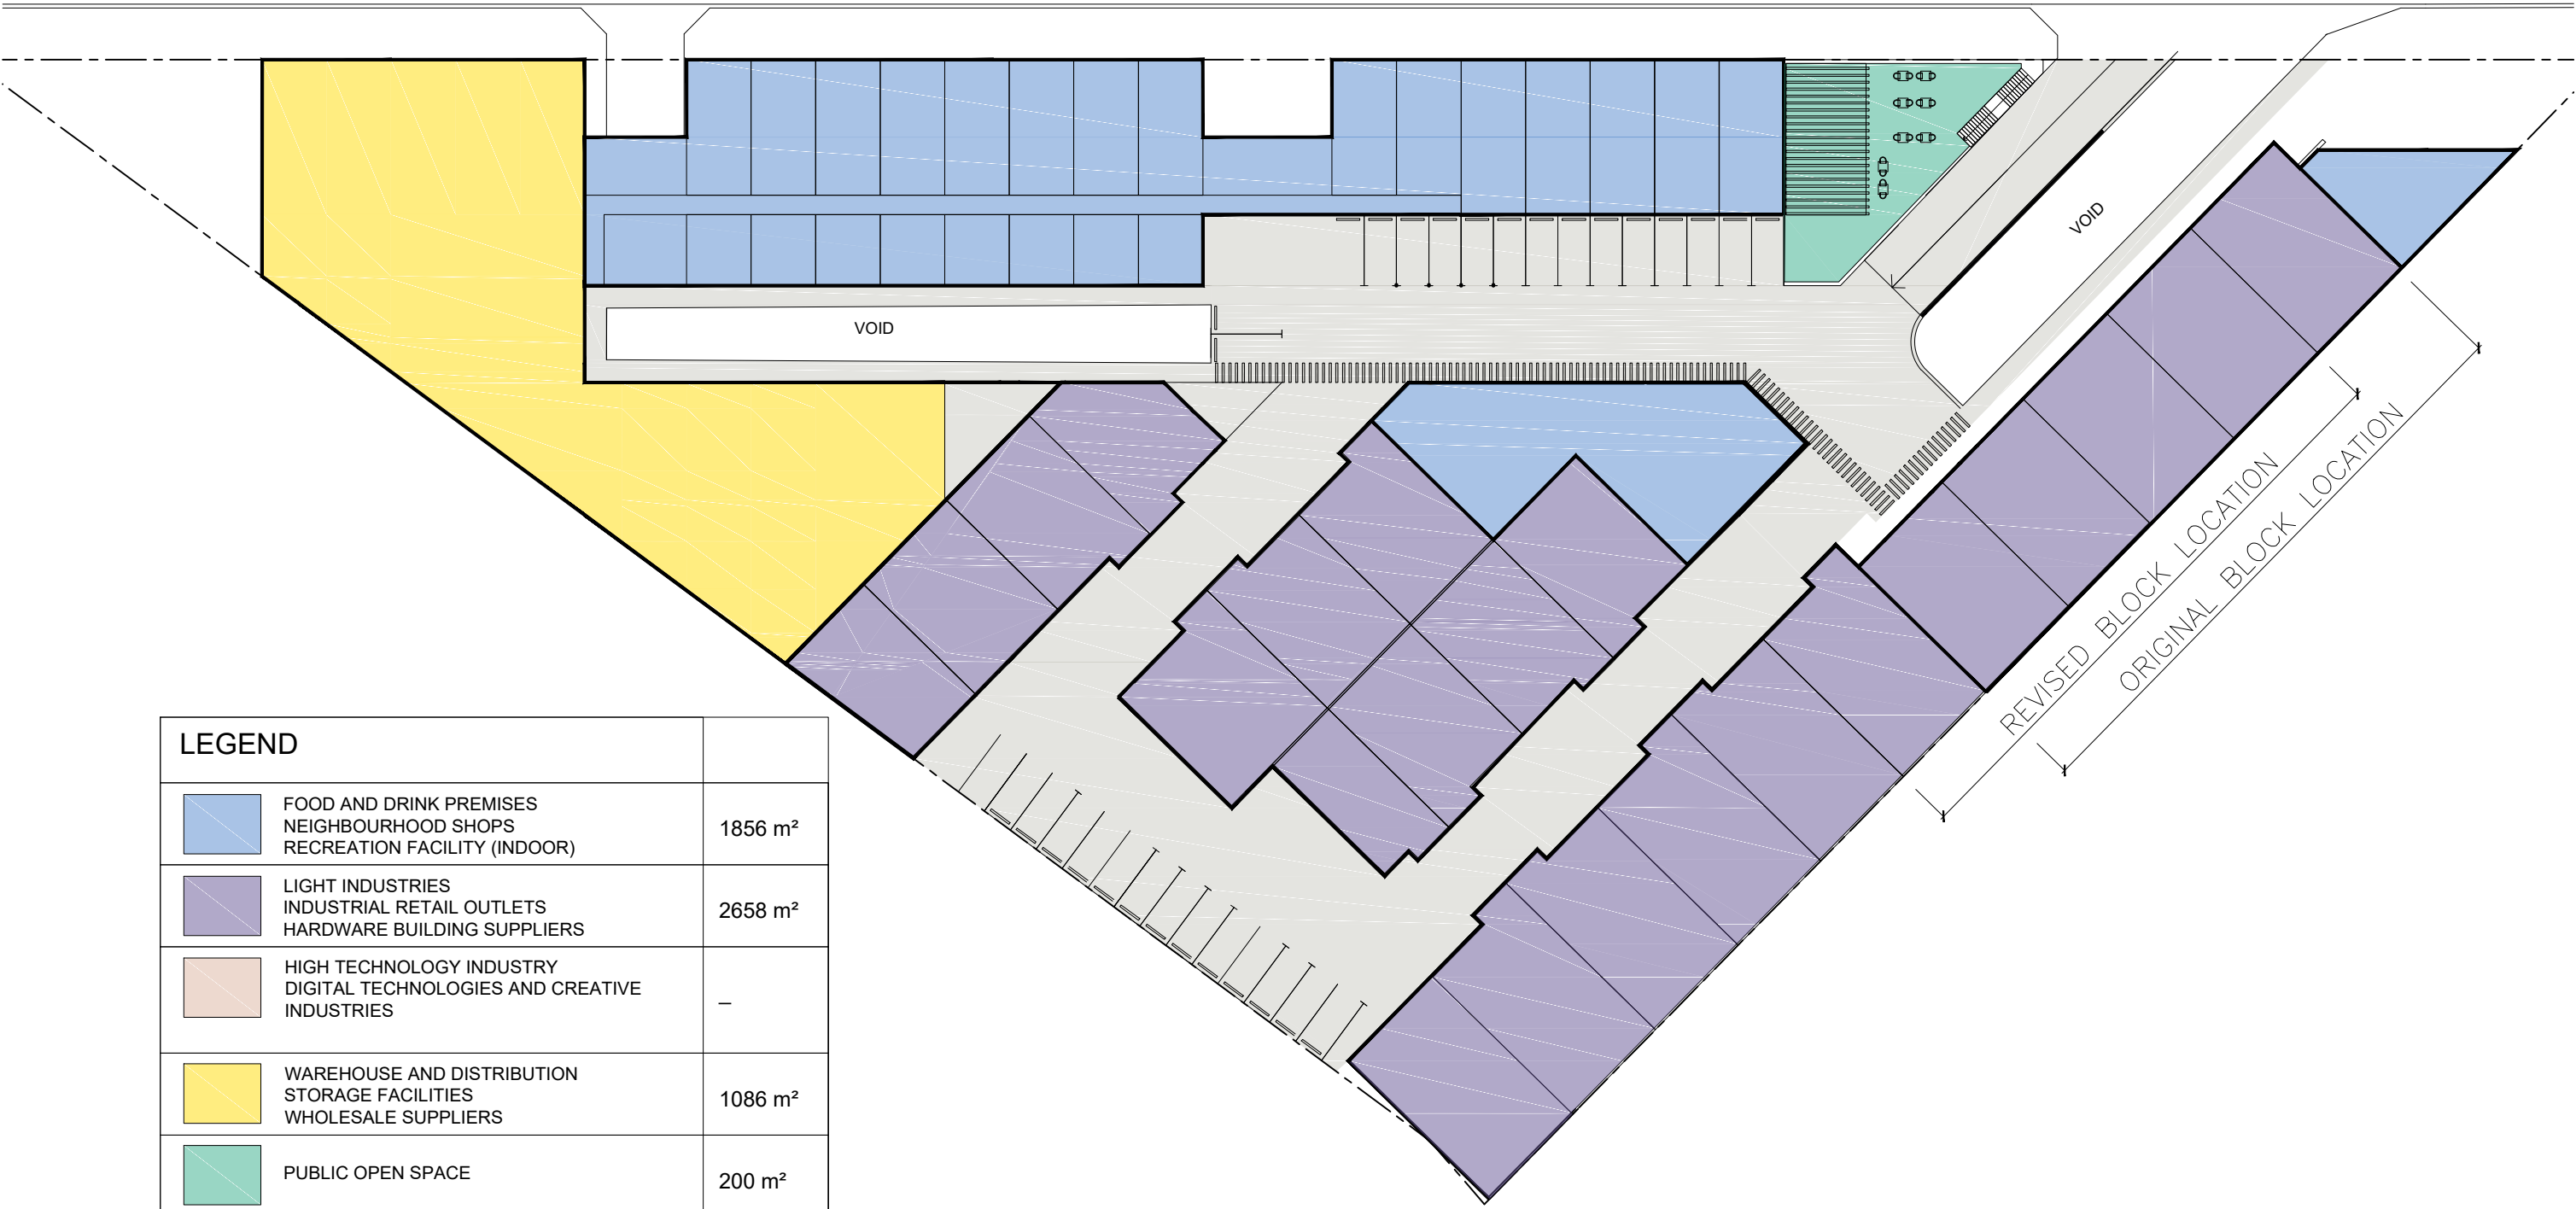 VOID
VOID
REVISED BLOCK LOCATION
ORIGINAL BLOCK LOCATION
LEGEND
FOOD AND DRINK PREMISES
NEIGHBOURHOOD SHOPS
RECREATION FACILITY (INDOOR)
1856 m²
LIGHT INDUSTRIES
INDUSTRIAL RETAIL OUTLETS
HARDWARE BUILDING SUPPLIERS
2658 m²
HIGH TECHNOLOGY INDUSTRY
DIGITAL TECHNOLOGIES AND CREATIVE
INDUSTRIES
–
WAREHOUSE AND DISTRIBUTION
STORAGE FACILITIES
WHOLESALE SUPPLIERS
1086 m²
PUBLIC OPEN SPACE
200 m²